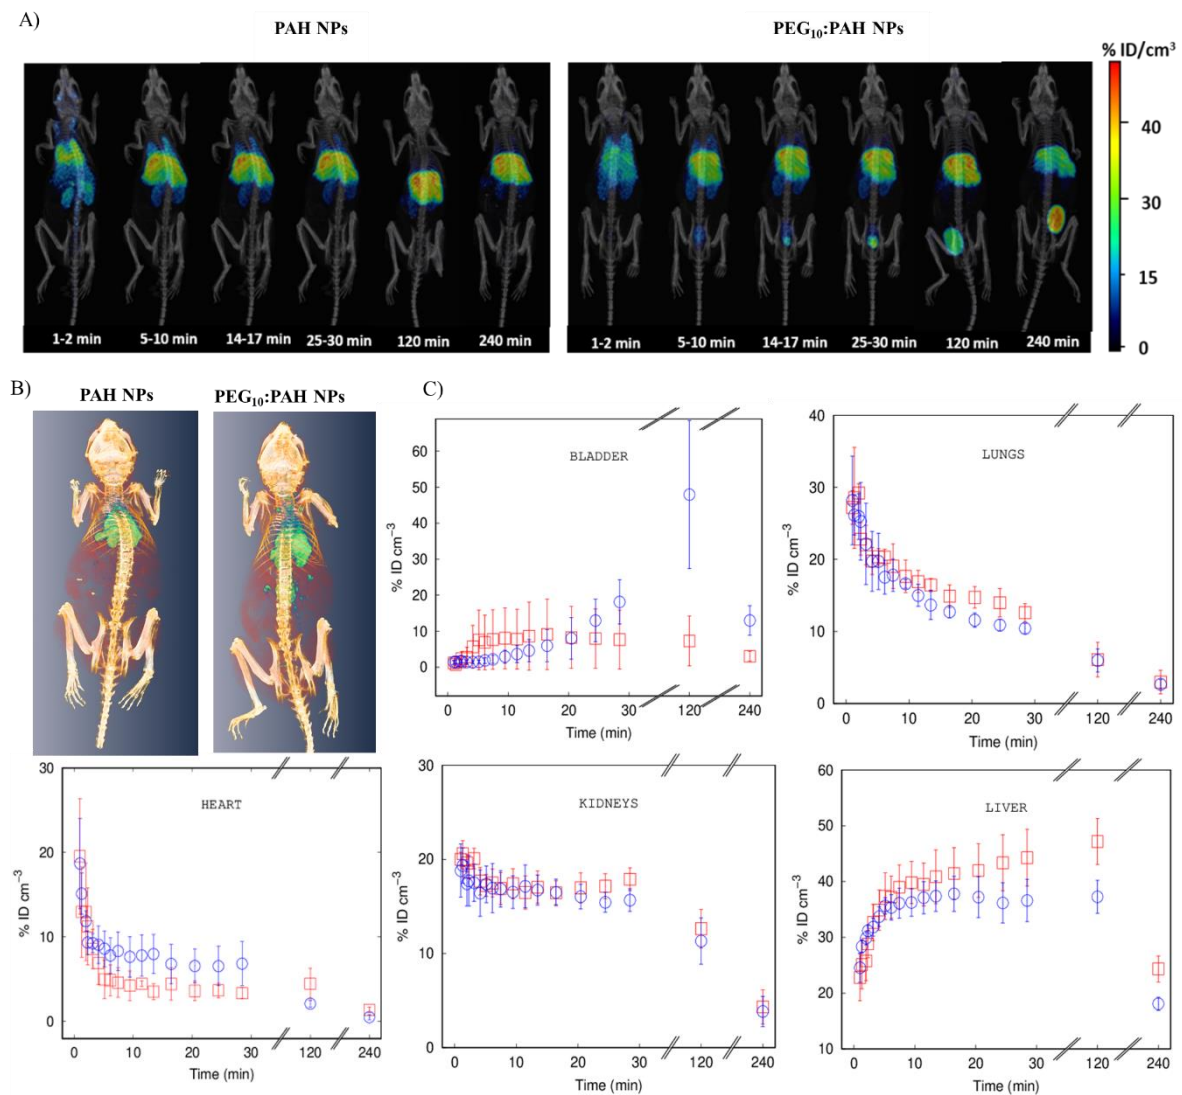 A)
PAH NPs
PEG₁₀:PAH NPs
% ID/cm³
40
30
15
0
1-2 min 5-10 min 14-17 min 25-30 min 120 min 240 min
1-2 min 5-10 min 14-17 min 25-30 min 120 min 240 min
B)
PAH NPs
PEG₁₀:PAH NPs
C)
BLADDER
% ID cm⁻³
60
50
40
30
20
10
0
0 10 20 30 120 240
Time (min)
LUNGS
% ID cm⁻³
40
30
20
10
0
0 10 20 30 120 240
Time (min)
HEART
% ID cm⁻³
30
20
10
0
0 10 20 30 120 240
Time (min)
KIDNEYS
% ID cm⁻³
30
20
10
0
0 10 20 30 120 240
Time (min)
LIVER
% ID cm⁻³
60
50
40
30
20
10
0 10 20 30 120 240
Time (min)